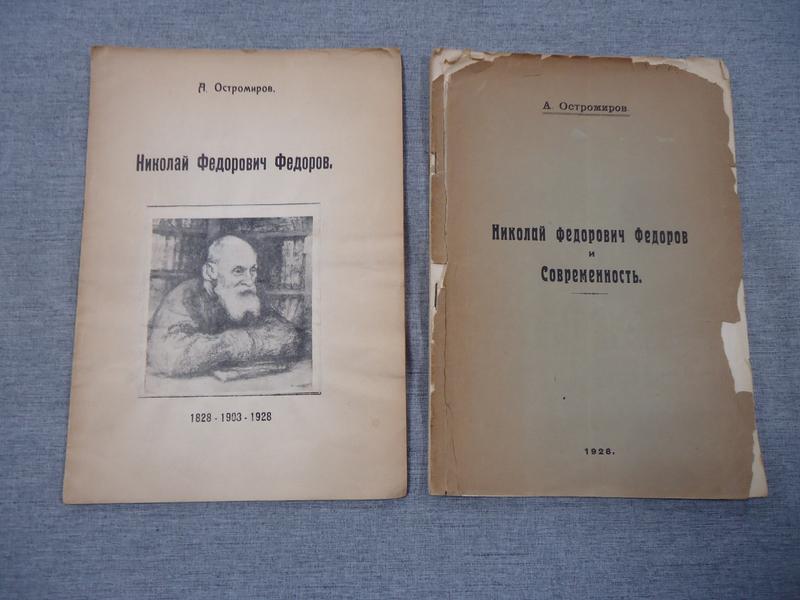 А. Остромиров.
Николай Федорович Федоров.
1828 - 1903 - 1928
А. Остромиров.
Николай Федорович Федоров
и
Современность.
1928.